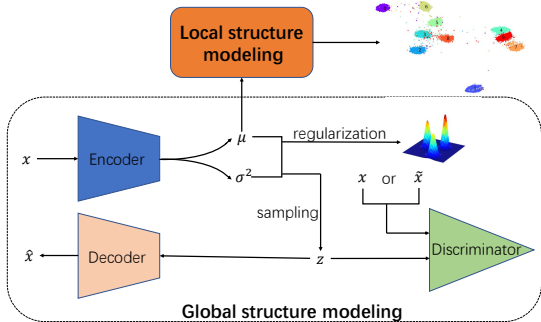 Local structure
modeling
x
Encoder
μ
σ²
regularization
sampling
x or x̃
x̂
Decoder
z
Discriminator
Global structure modeling